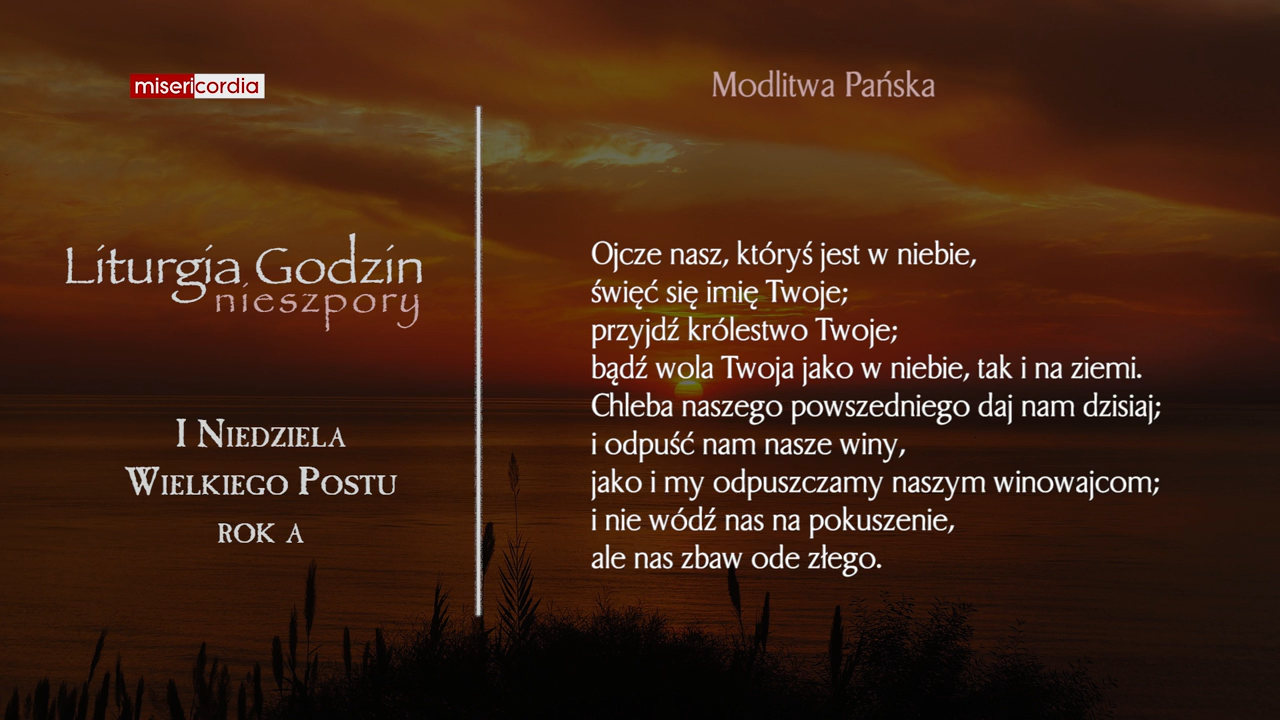 misericordia
Liturgia Godzin
nieszpory
I Niedziela
Wielkiego Postu
rok A
Modlitwa Pańska
Ojcze nasz, któryś jest w niebie,
święć się imię Twoje;
przyjdź królestwo Twoje;
bądź wola Twoja jako w niebie, tak i na ziemi.
Chleba naszego powszedniego daj nam dzisiaj;
i odpuść nam nasze winy,
jako i my odpuszczamy naszym winowajcom;
i nie wódź nas na pokuszenie,
ale nas zbaw ode złego.